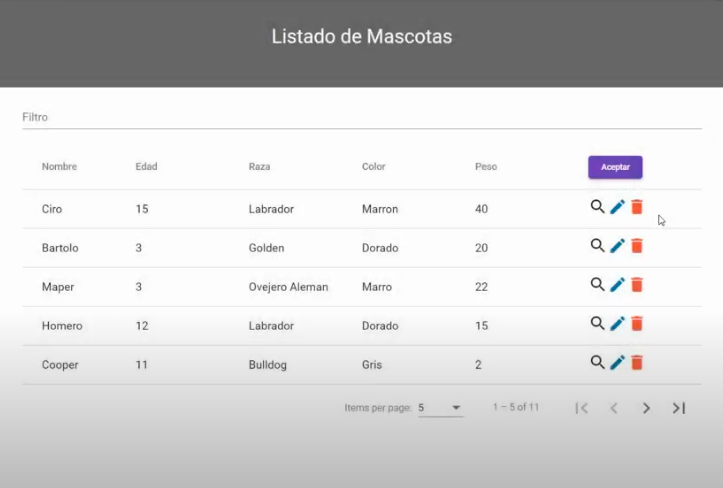 Listado de Mascotas
Filtro
Nombre Edad Raza Color Peso Aceptar
Ciro 15 Labrador Marron 40
Bartolo 3 Golden Dorado 20
Maper 3 Ovejero Aleman Marro 22
Homero 12 Labrador Dorado 15
Cooper 11 Bulldog Gris 2
Items per page: 5 1 – 5 of 11